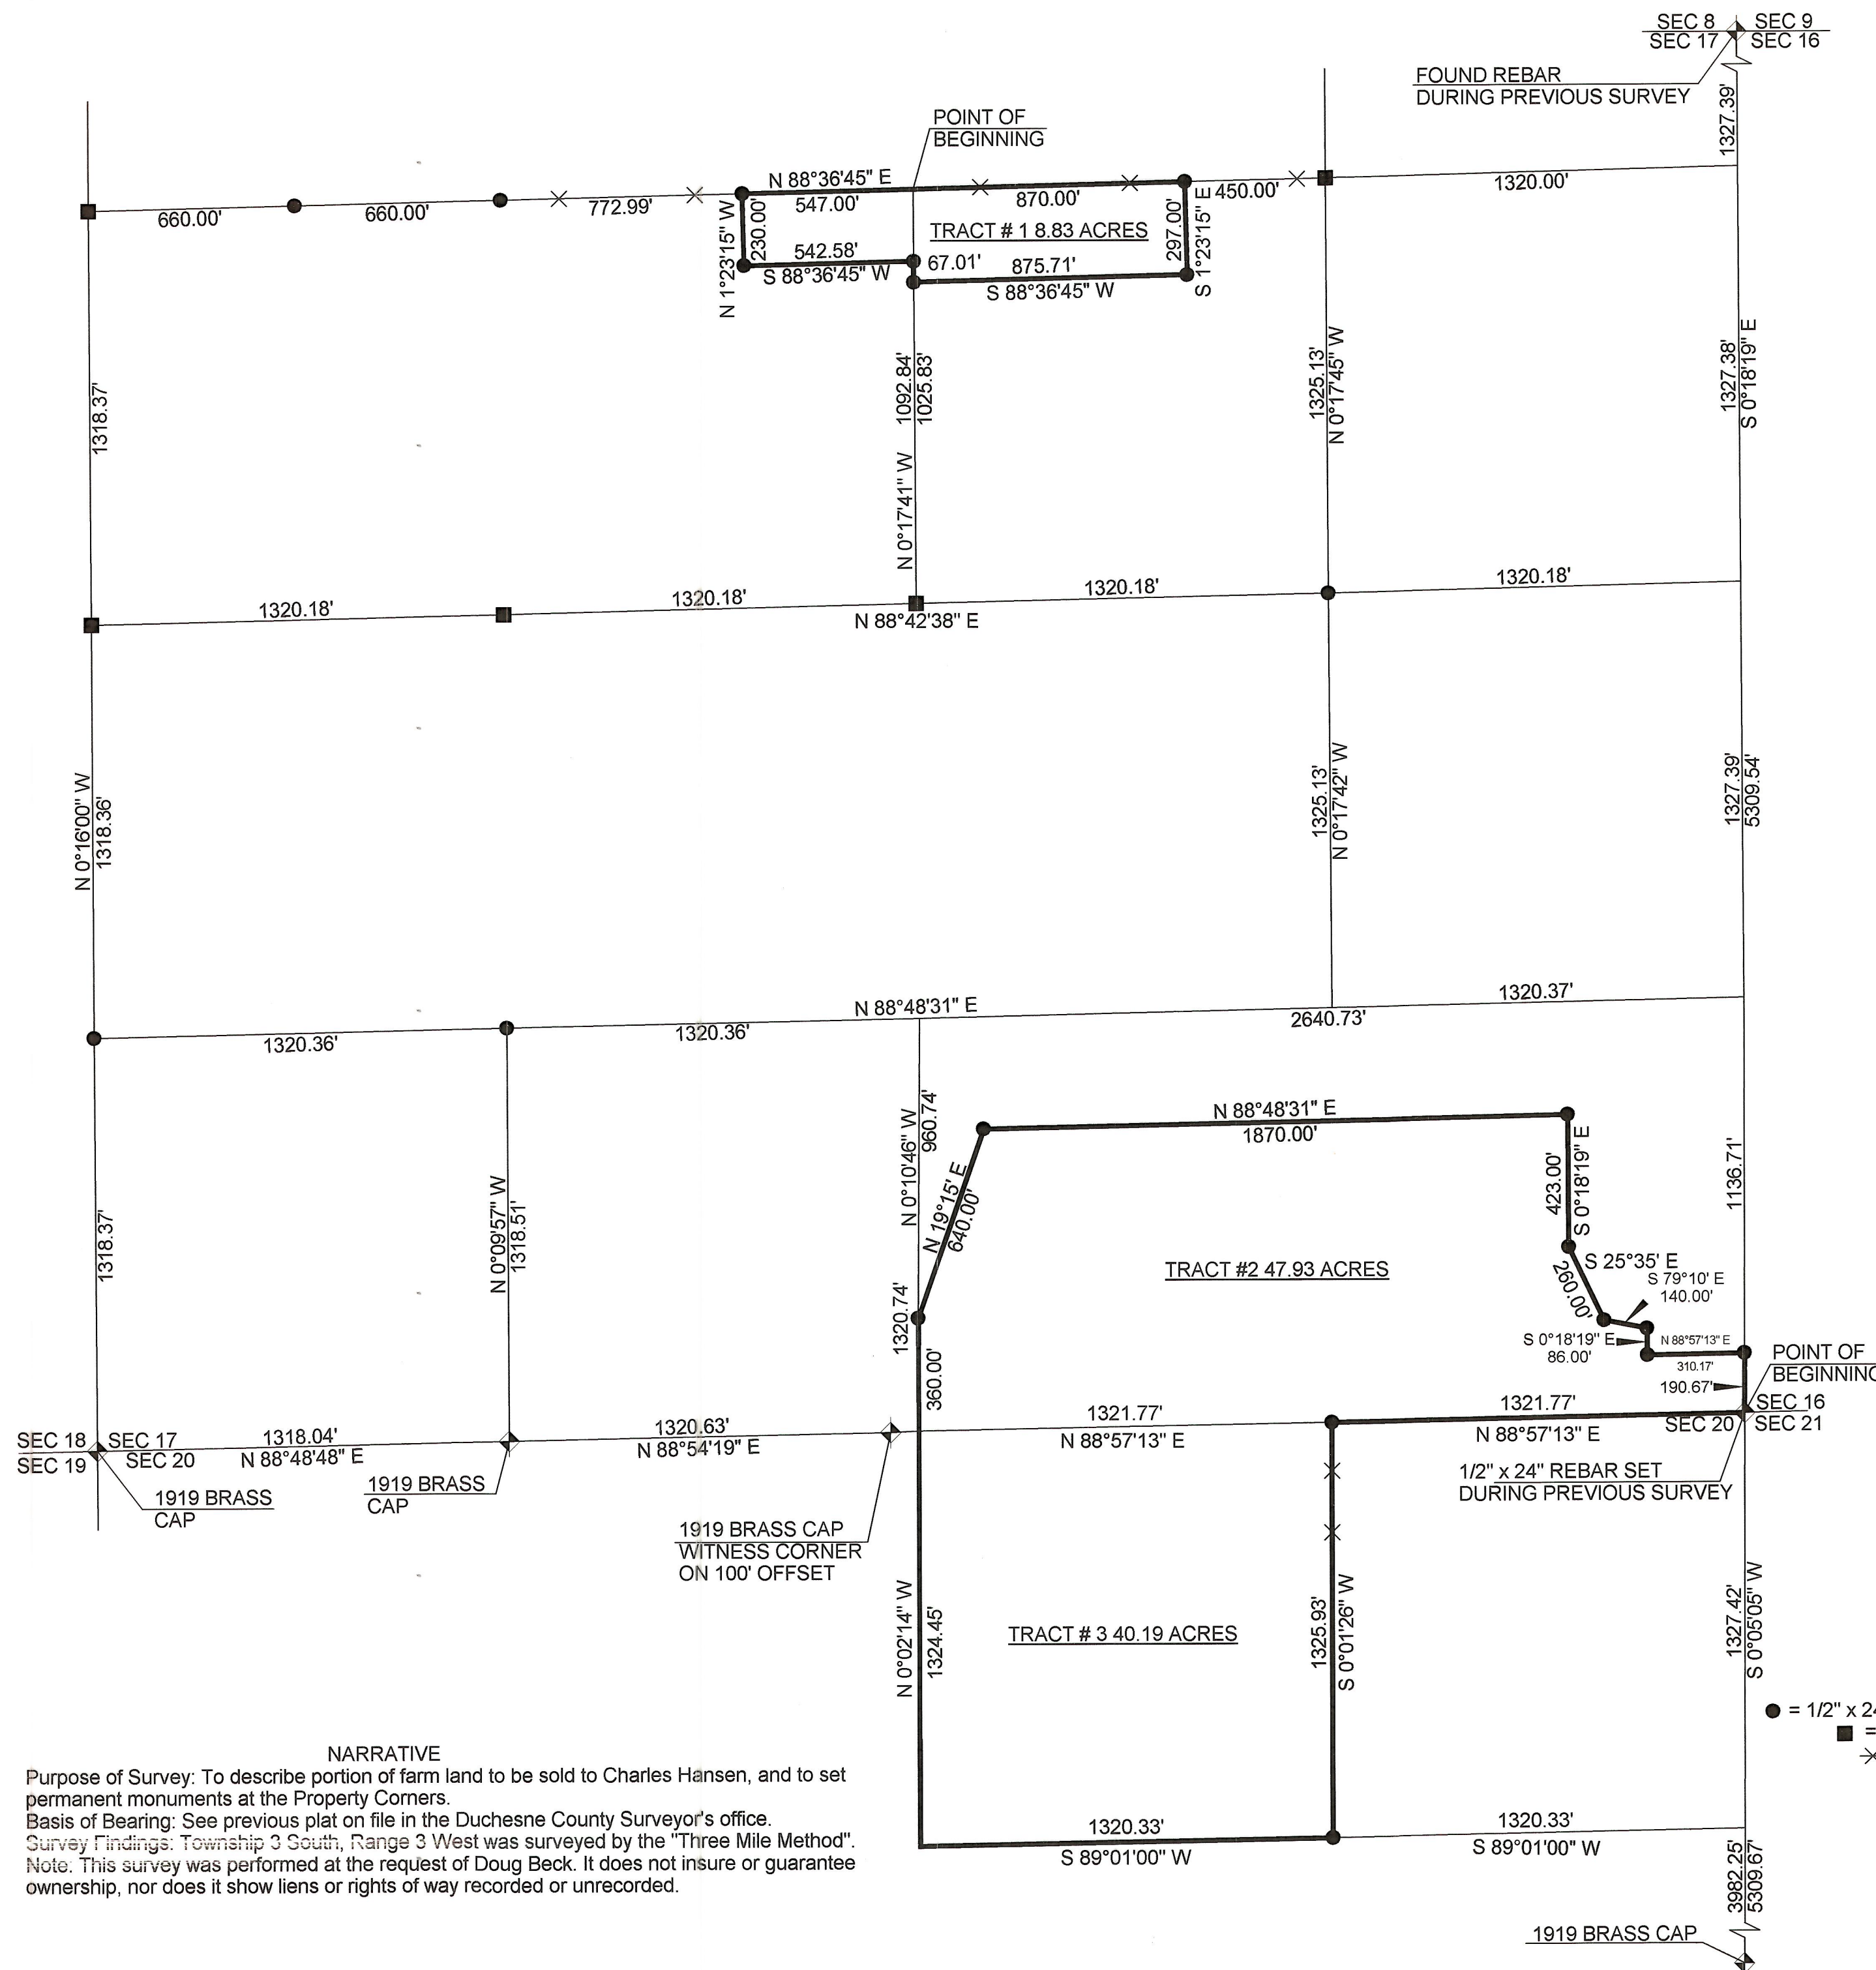 SEC 8 SEC 9
SEC 17 SEC 16
FOUND REBAR
DURING PREVIOUS SURVEY
1327.39'
POINT OF
BEGINNING
N 88°36'45" E
660.00'
660.00'
772.99'
547.00'
870.00'
450.00'
1320.00'
N 1°23'15" W
230.00'
TRACT # 1 8.83 ACRES
297.00'
S 1°23'15" E
542.58'
S 88°36'45" W
67.01'
875.71'
S 88°36'45" W
1318.37'
1092.84'
1025.83'
N 0°17'41" W
1325.13'
N 0°17'45" W
1327.38'
S 0°18'19" E
1320.18'
1320.18'
1320.18'
1320.18'
N 88°42'38" E
N 0°16'00" W
1318.36'
1325.13'
N 0°17'42" W
1327.39'
5309.54'
N 88°48'31" E
1320.37'
1320.36'
1320.36'
2640.73'
N 0°10'46" W
960.74'
N 88°48'31" E
1870.00'
N 19°15' E
640.00'
423.00'
S 0°18'19" E
1136.71'
1318.37'
N 0°09'57" W
1318.51'
TRACT #2 47.93 ACRES
S 25°35' E
260.00'
S 79°10' E
140.00'
1320.74'
360.00'
S 0°18'19" E
86.00'
N 88°57'13" E
310.17'
190.67'
POINT OF
BEGINNING
SEC 18 SEC 17
SEC 19 SEC 20
1318.04'
N 88°48'48" E
1320.63'
N 88°54'19" E
1321.77'
N 88°57'13" E
1321.77'
N 88°57'13" E
SEC 16
SEC 20 SEC 21
1919 BRASS
CAP
1919 BRASS
CAP
1919 BRASS CAP
WITNESS CORNER
ON 100' OFFSET
1/2" x 24" REBAR SET
DURING PREVIOUS SURVEY
N 0°02'14" W
1324.45'
TRACT # 3 40.19 ACRES
1325.93'
S 0°01'26" W
1327.42'
S 0°05'05" W
= 1/2" x 24
=
1320.33'
S 89°01'00" W
1320.33'
S 89°01'00" W
3982.25'
5309.67'
1919 BRASS CAP
NARRATIVE
Purpose of Survey: To describe portion of farm land to be sold to Charles Hansen, and to set
permanent monuments at the Property Corners.
Basis of Bearing: See previous plat on file in the Duchesne County Surveyor's office.
Survey Findings: Township 3 South, Range 3 West was surveyed by the "Three Mile Method".
Note: This survey was performed at the request of Doug Beck. It does not insure or guarantee
ownership, nor does it show liens or rights of way recorded or unrecorded.